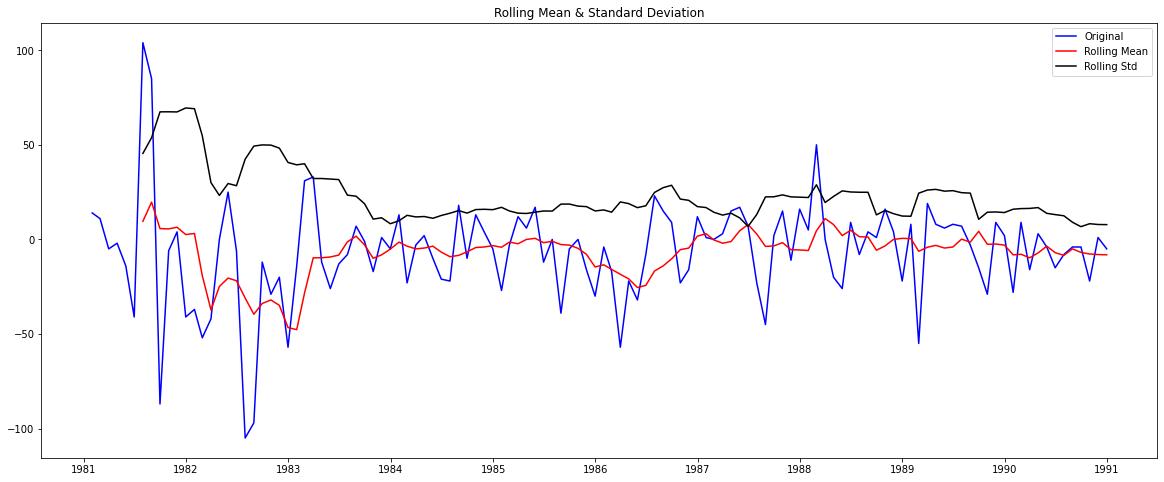 Rolling Mean & Standard Deviation
Original
Rolling Mean
Rolling Std
100
50
0
−50
−100
1981 1982 1983 1984 1985 1986 1987 1988 1989 1990 1991